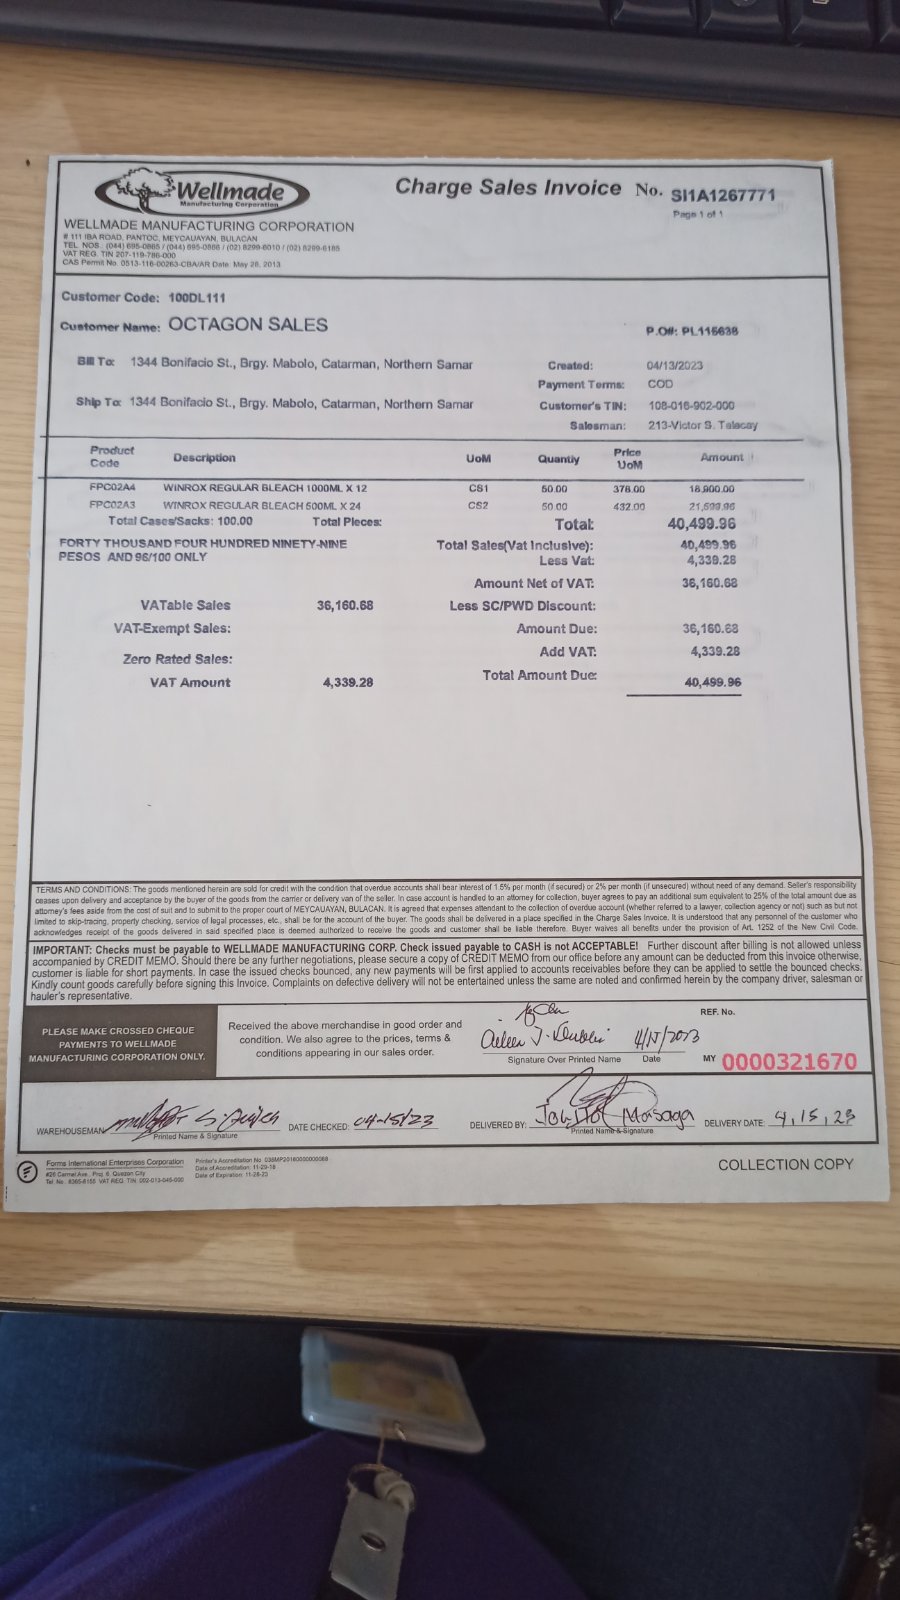 Wellmade
Manufacturing Corporation
Charge Sales Invoice No. SI1A1267771
Page 1 of 1
WELLMADE MANUFACTURING CORPORATION
# 111 IBA ROAD, PANTOC, MEYCAUAYAN, BULACAN
TEL NOS. (044) 695-0865 / (044) 695-0866 / (02) 8299-6010 / (02) 8299-6185
VAT REG. TIN 207-119-786-000
CAS Permit No. 0513-116-00263-CBA/AR Date: May 28, 2013
Customer Code: 100DL111
Customer Name: OCTAGON SALES
P.O#: PL115638
Bill To: 1344 Bonifacio St., Brgy. Mabolo, Catarman, Northern Samar
Created: 04/13/2023
Payment Terms: COD
Ship To: 1344 Bonifacio St., Brgy. Mabolo, Catarman, Northern Samar
Customer's TIN: 108-016-902-000
Salesman: 213-Victor S. Talacay
Product Code Description UoM Quantiy Price UoM Amount
FPC02A4 WINROX REGULAR BLEACH 1000ML X 12 CS1 50.00 378.00 18,900.00
FPC02A3 WINROX REGULAR BLEACH 500ML X 24 CS2 50.00 432.00 21,599.96
Total Cases/Sacks: 100.00 Total Pieces: Total: 40,499.96
FORTY THOUSAND FOUR HUNDRED NINETY-NINE
PESOS AND 96/100 ONLY
Total Sales(Vat Inclusive): 40,499.96
Less Vat: 4,339.28
Amount Net of VAT: 36,160.68
VATable Sales 36,160.68 Less SC/PWD Discount:
VAT-Exempt Sales: Amount Due: 36,160.68
Zero Rated Sales: Add VAT: 4,339.28
VAT Amount 4,339.28 Total Amount Due: 40,499.96
TERMS AND CONDITIONS: The goods mentioned herein are sold for credit with the condition that overdue accounts shall bear interest of 1.5% per month (if secured) or 2% per month (if unsecured) without need of any demand. Seller's responsibility
ceases upon delivery and acceptance by the buyer of the goods from the carrier or delivery van of the seller. In case account is handled to an attorney for collection, buyer agrees to pay an additional sum equivalent to 25% of the total amount due as
attorney's fees aside from the cost of suit and to submit to the proper court of MEYCAUAYAN, BULACAN. It is agreed that expenses attendant to the collection of overdue account (whether referred to a lawyer, collection agency or not) such as but not
limited to skip-tracing, property checking, service of legal processes, etc., shall be for the account of the buyer. The goods shall be delivered in a place specified in the Charge Sales Invoice. It is understood that any personnel of the customer who
acknowledges receipt of the goods delivered in said specified place is deemed authorized to receive the goods and customer shall be liable therefore. Buyer waives all benefits under the provision of Art. 1252 of the New Civil Code.
IMPORTANT: Checks must be payable to WELLMADE MANUFACTURING CORP. Check issued payable to CASH is not ACCEPTABLE! Further discount after billing is not allowed unless
accompanied by CREDIT MEMO. Should there be any further negotiations, please secure a copy of CREDIT MEMO from our office before any amount can be deducted from this invoice otherwise,
customer is liable for short payments. In case the issued checks bounced, any new payments will be first applied to accounts receivables before they can be applied to settle the bounced checks.
Kindly count goods carefully before signing this Invoice. Complaints on defective delivery will not be entertained unless the same are noted and confirmed herein by the company driver, salesman or
hauler's representative.
PLEASE MAKE CROSSED CHEQUE
PAYMENTS TO WELLMADE
MANUFACTURING CORPORATION ONLY.
Received the above merchandise in good order and
condition. We also agree to the prices, terms &
conditions appearing in our sales order.
4/15/2023
Signature Over Printed Name Date
REF. No.
MY 0000321670
WAREHOUSEMAN
Printed Name & Signature
DATE CHECKED: 04-15/23
DELIVERED BY:
Printed Name & Signature
DELIVERY DATE: 4,15,23
Forms International Enterprises Corporation
#26 Carmel Ave. Proj. 6, Quezon City
Tel. No. 8365-8155 VAT REG. TIN: 002-013-045-000
Printer's Accreditation No. 038MP20180000000068
Date of Accreditation: 11-29-18
Date of Expiration: 11-28-23
COLLECTION COPY